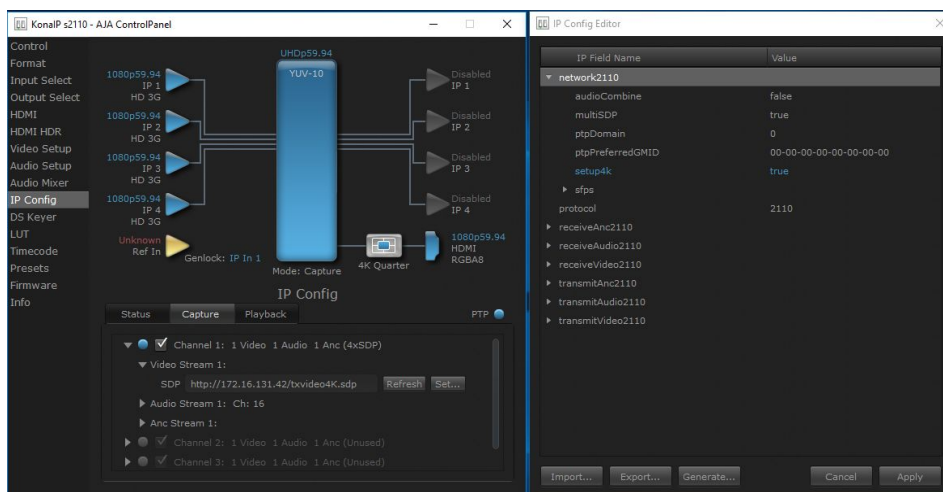 KonaIP s2110 - AJA ControlPanel
Control
Format
Input Select
Output Select
HDMI
HDMI HDR
Video Setup
Audio Setup
Audio Mixer
IP Config
DS Keyer
LUT
Timecode
Presets
Firmware
Info
UHDp59.94
YUV-10
1080p59.94
IP 1
HD 3G
1080p59.94
IP 2
HD 3G
1080p59.94
IP 3
HD 3G
1080p59.94
IP 4
HD 3G
Unknown
Ref In
Genlock: IP In 1
Mode: Capture
Disabled
IP 1
Disabled
IP 2
Disabled
IP 3
Disabled
IP 4
4K Quarter
1080p59.94
HDMI
RGBA8
IP Config
Status Capture Playback PTP
Channel 1: 1 Video 1 Audio 1 Anc (4xSDP)
Video Stream 1:
SDP http://172.16.131.42/txvideo4K.sdp Refresh Set...
Audio Stream 1: Ch: 16
Anc Stream 1:
Channel 2: 1 Video 1 Audio 1 Anc (Unused)
Channel 3: 1 Video 1 Audio 1 Anc (Unused)
IP Config Editor
IP Field Name Value
network2110
audioCombine false
multiSDP true
ptpDomain 0
ptpPreferredGMID 00-00-00-00-00-00-00-00
setup4k true
sfps
protocol 2110
receiveAnc2110
receiveAudio2110
receiveVideo2110
transmitAnc2110
transmitAudio2110
transmitVideo2110
Import... Export... Generate... Cancel Apply